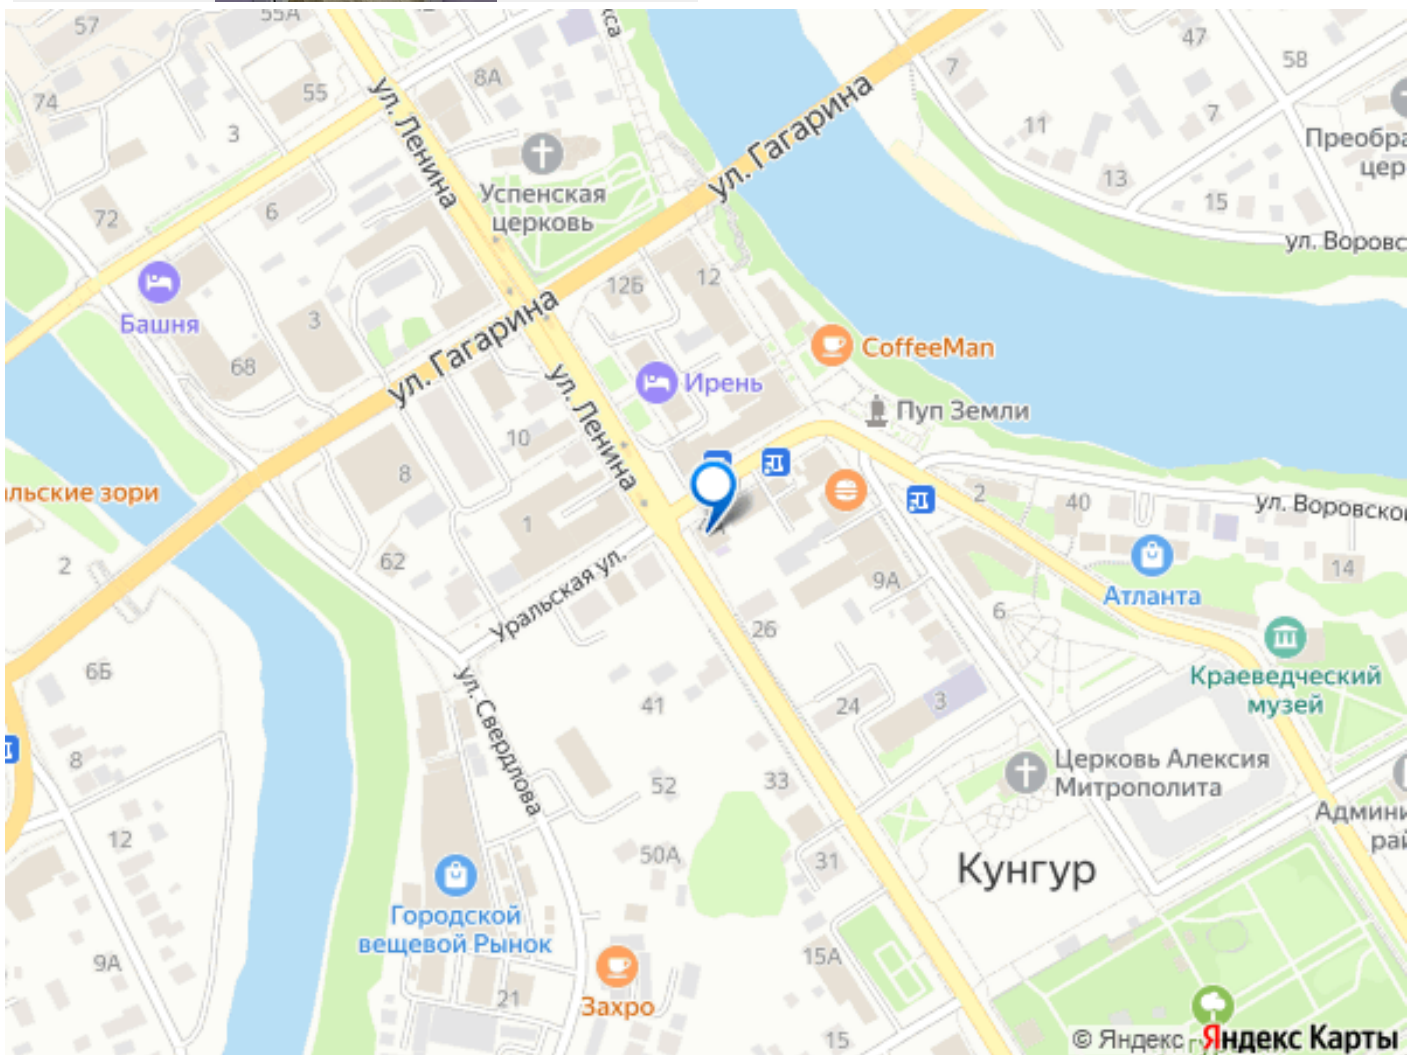 57
55А
74
3
55
8А
ул. Ленина
Успенская
церковь
ул. Гагарина
7
47
58
7
11
13
15
Преобра
цер
ул. Воровс
72
6
Башня
68
3
ул. Гагарина
12Б
12
CoffeeMan
Ирень
Пуп Земли
ул. Ленина
10
8
1
62
льские зори
2
2
40
ул. Воровской
Атланта
14
9А
6
Уральская ул.
26
Краеведческий
музей
6Б
8
ул. Свердлова
41
24
3
52
33
Церковь Алексия
Митрополита
Админи
рай
12
50А
31
Кунгур
Городской
вещевой Рынок
9А
21
Захро
15А
15
© Яндекс
Яндекс Карты